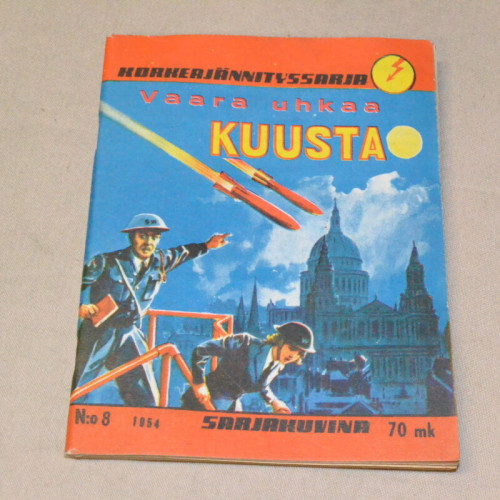 KORKEAJÄNNITYSSARJA
Vaara uhkaa
KUUSTA
N:o 8 1954 SARJAKUVINA 70 mk